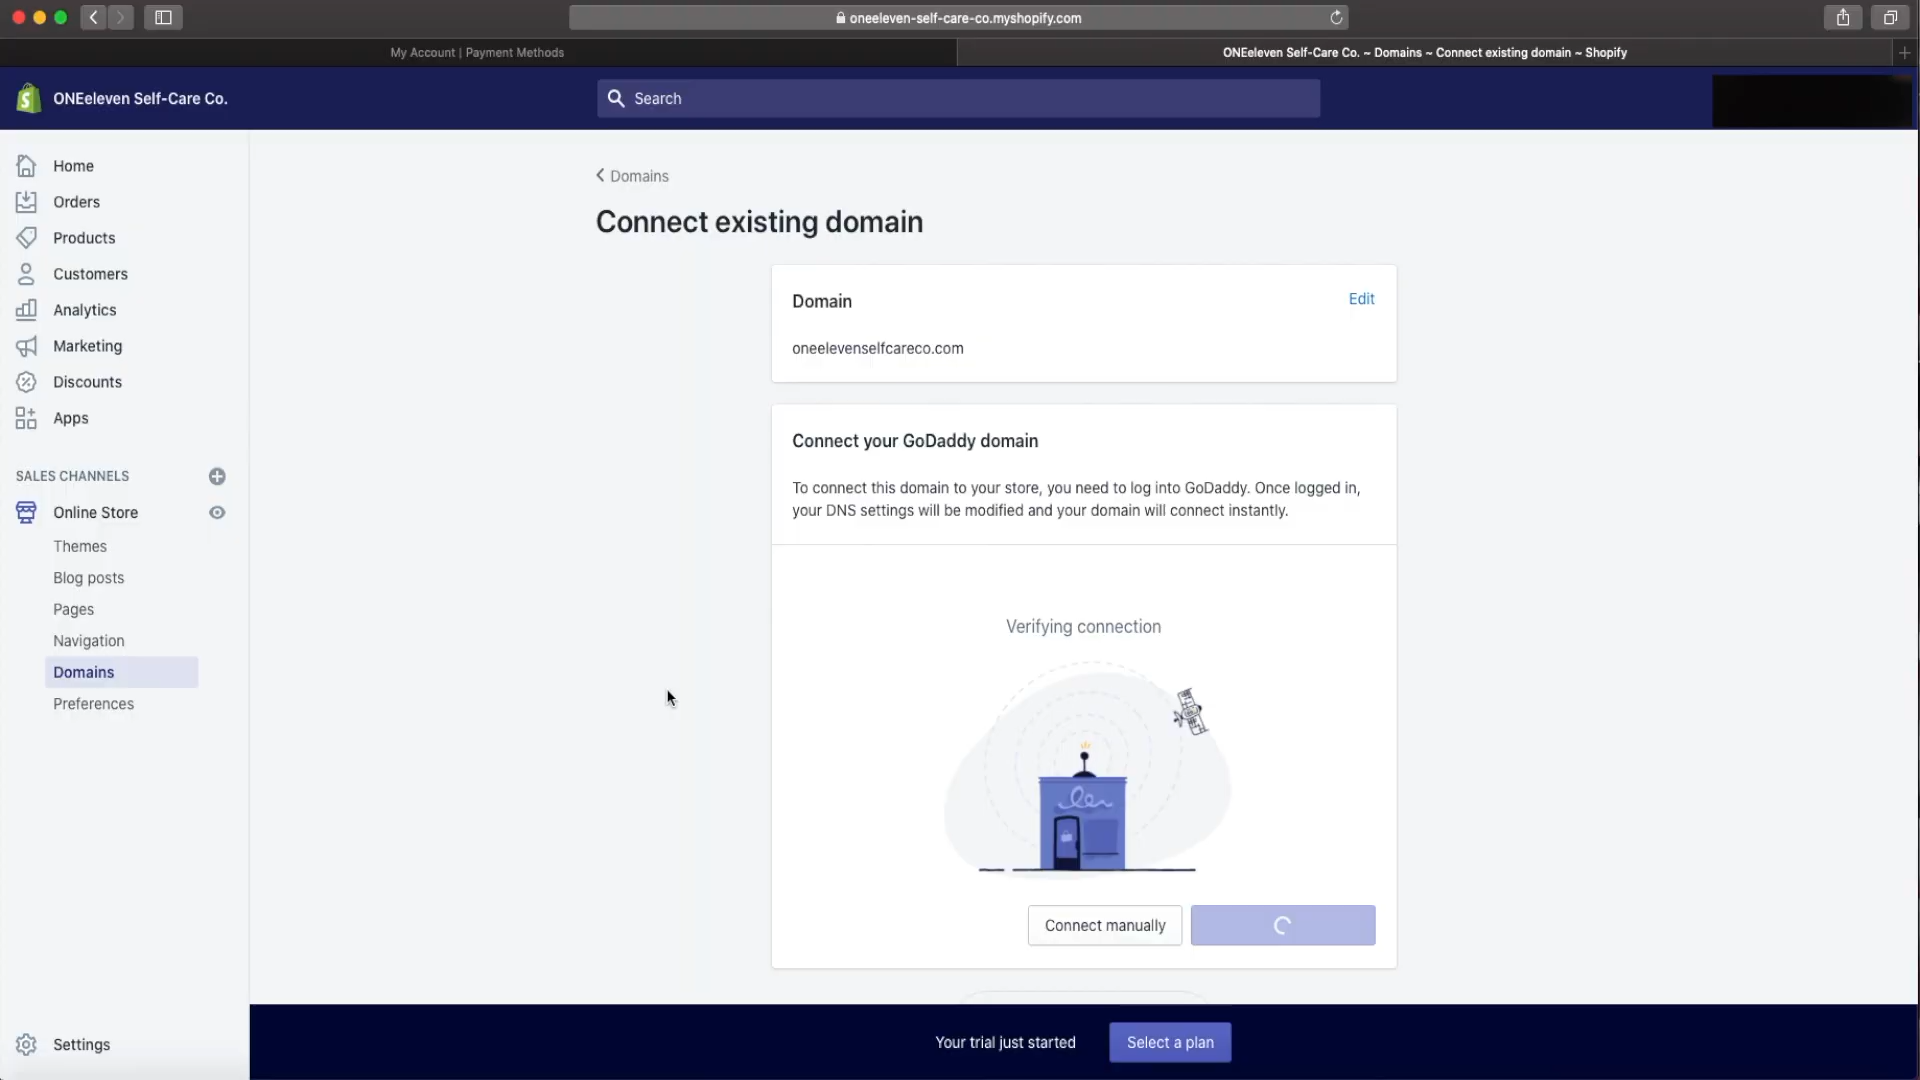 oneeleven-self-care-co.myshopify.com
My Account | Payment Methods
ONEeleven Self-Care Co. ~ Domains ~ Connect existing domain ~ Shopify
ONEeleven Self-Care Co.
Search
Home
Orders
Products
Customers
Analytics
Marketing
Discounts
Apps
SALES CHANNELS
Online Store
Themes
Blog posts
Pages
Navigation
Domains
Preferences
Settings
Domains
Connect existing domain
Domain
Edit
oneelevenselfcareco.com
Connect your GoDaddy domain
To connect this domain to your store, you need to log into GoDaddy. Once logged in,
your DNS settings will be modified and your domain will connect instantly.
Verifying connection
Connect manually
Your trial just started
Select a plan